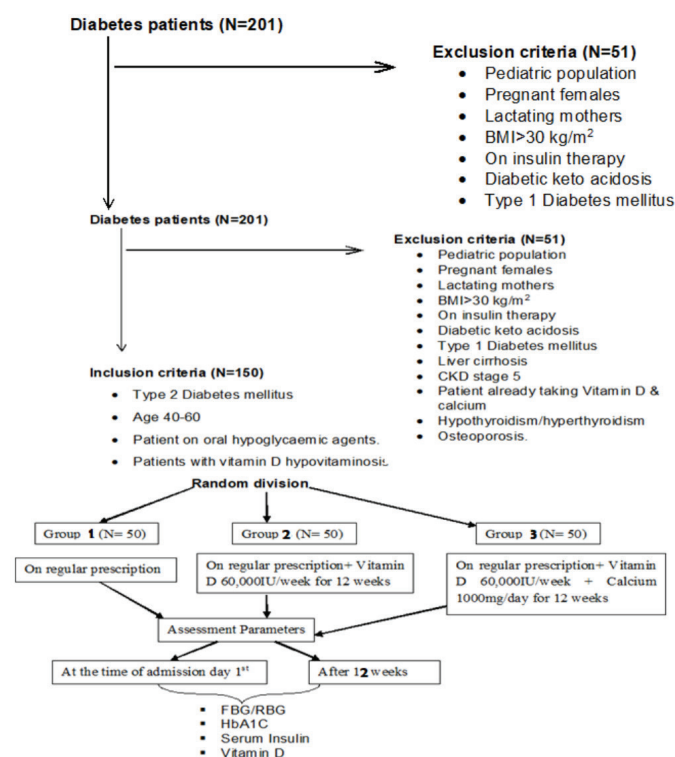 Diabetes patients (N=201)
Exclusion criteria (N=51)
• Pediatric population
• Pregnant females
• Lactating mothers
• BMI>30 kg/m²
• On insulin therapy
• Diabetic keto acidosis
• Type 1 Diabetes mellitus
Diabetes patients (N=201)
Exclusion criteria (N=51)
• Pediatric population
• Pregnant females
• Lactating mothers
• BMI>30 kg/m²
• On insulin therapy
• Diabetic keto acidosis
• Type 1 Diabetes mellitus
• Liver cirrhosis
• CKD stage 5
• Patient already taking Vitamin D &
calcium
• Hypothyroidism/hyperthyroidism
• Osteoporosis.
Inclusion criteria (N=150)
• Type 2 Diabetes mellitus
• Age 40-60
• Patient on oral hypoglycaemic agents.
• Patients with vitamin D hypovitaminosis
Random division
Group 1 (N= 50)
Group 2 (N= 50)
Group 3 (N= 50)
On regular prescription
On regular prescription+ Vitamin
D 60,000IU/week for 12 weeks
On regular prescription+ Vitamin
D 60,000IU/week + Calcium
1000mg/day for 12 weeks
Assessment Parameters
At the time of admission day 1st
After 12 weeks
▪ FBG/RBG
▪ HbA1C
▪ Serum Insulin
▪ Vitamin D